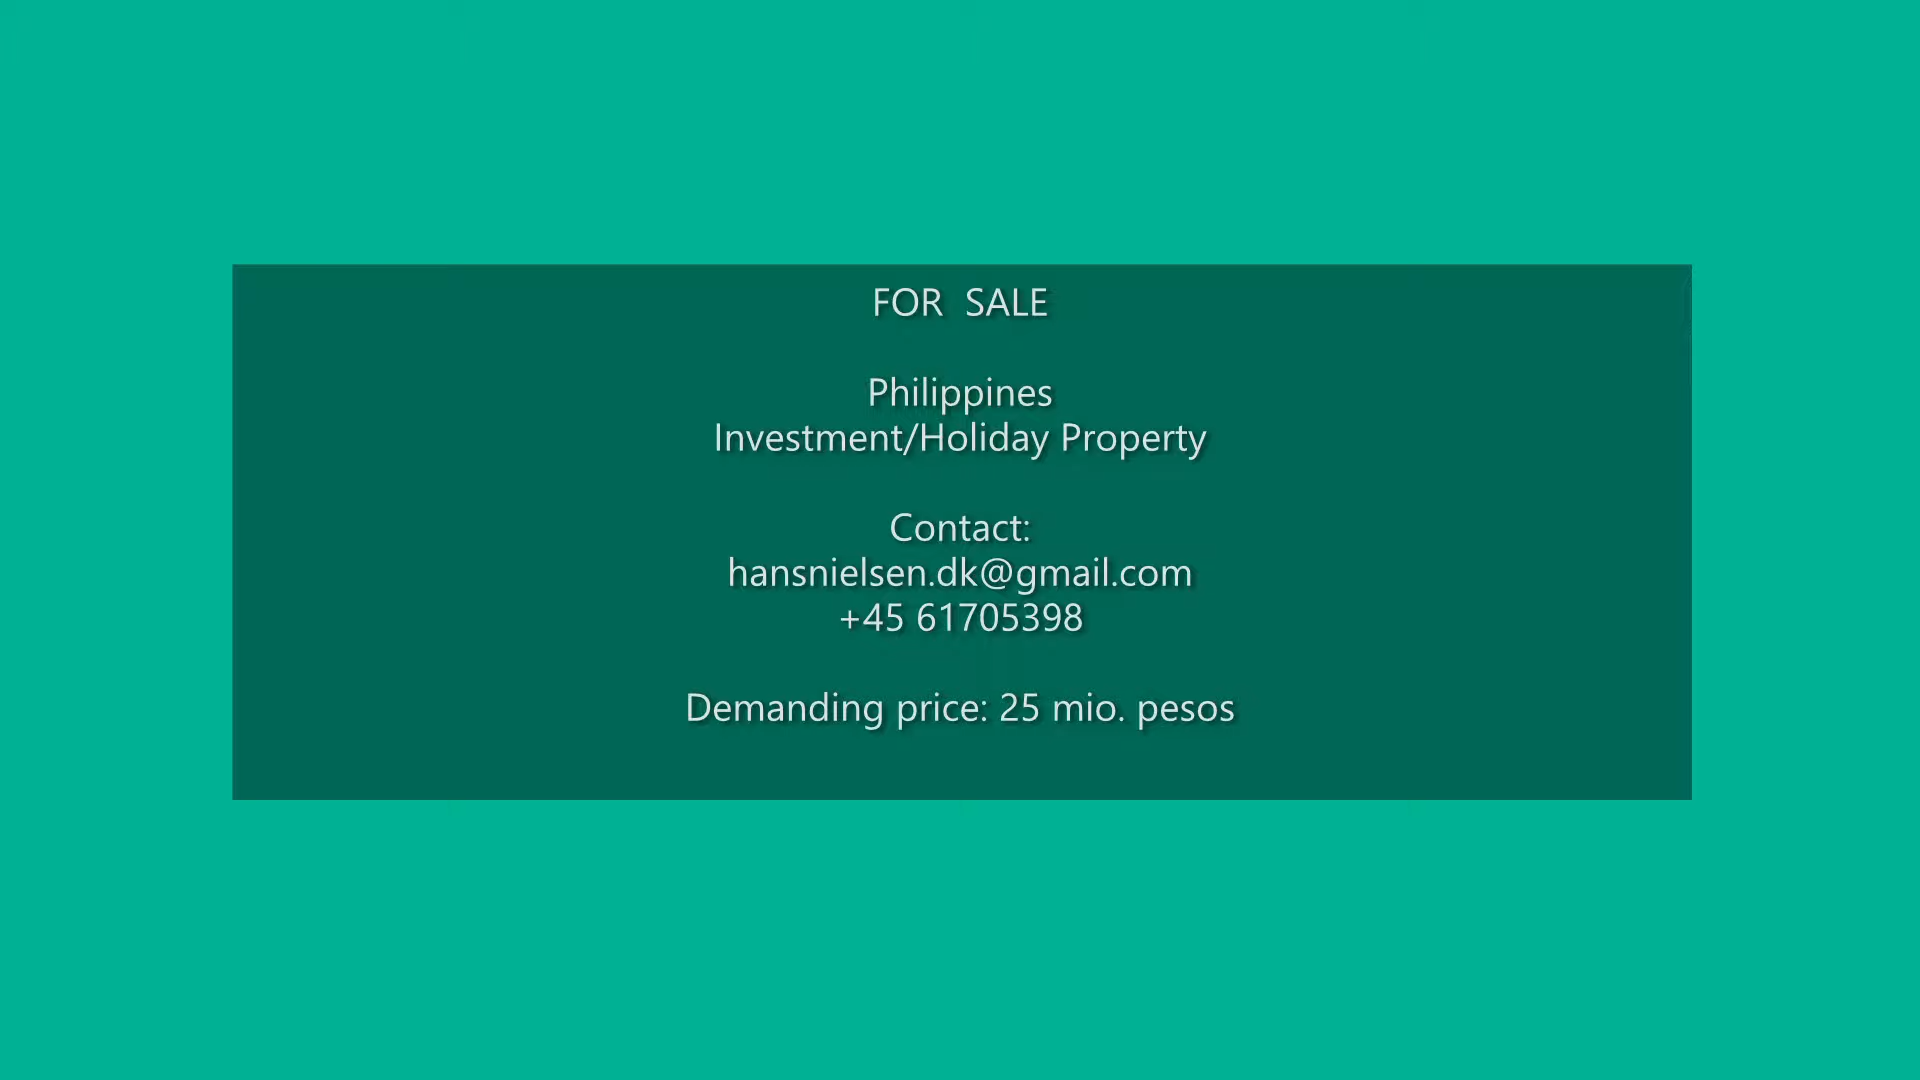 FOR  SALE
Philippines
Investment/Holiday Property
Contact:
hansnielsen.dk@gmail.com
+45 61705398
Demanding price: 25 mio. pesos